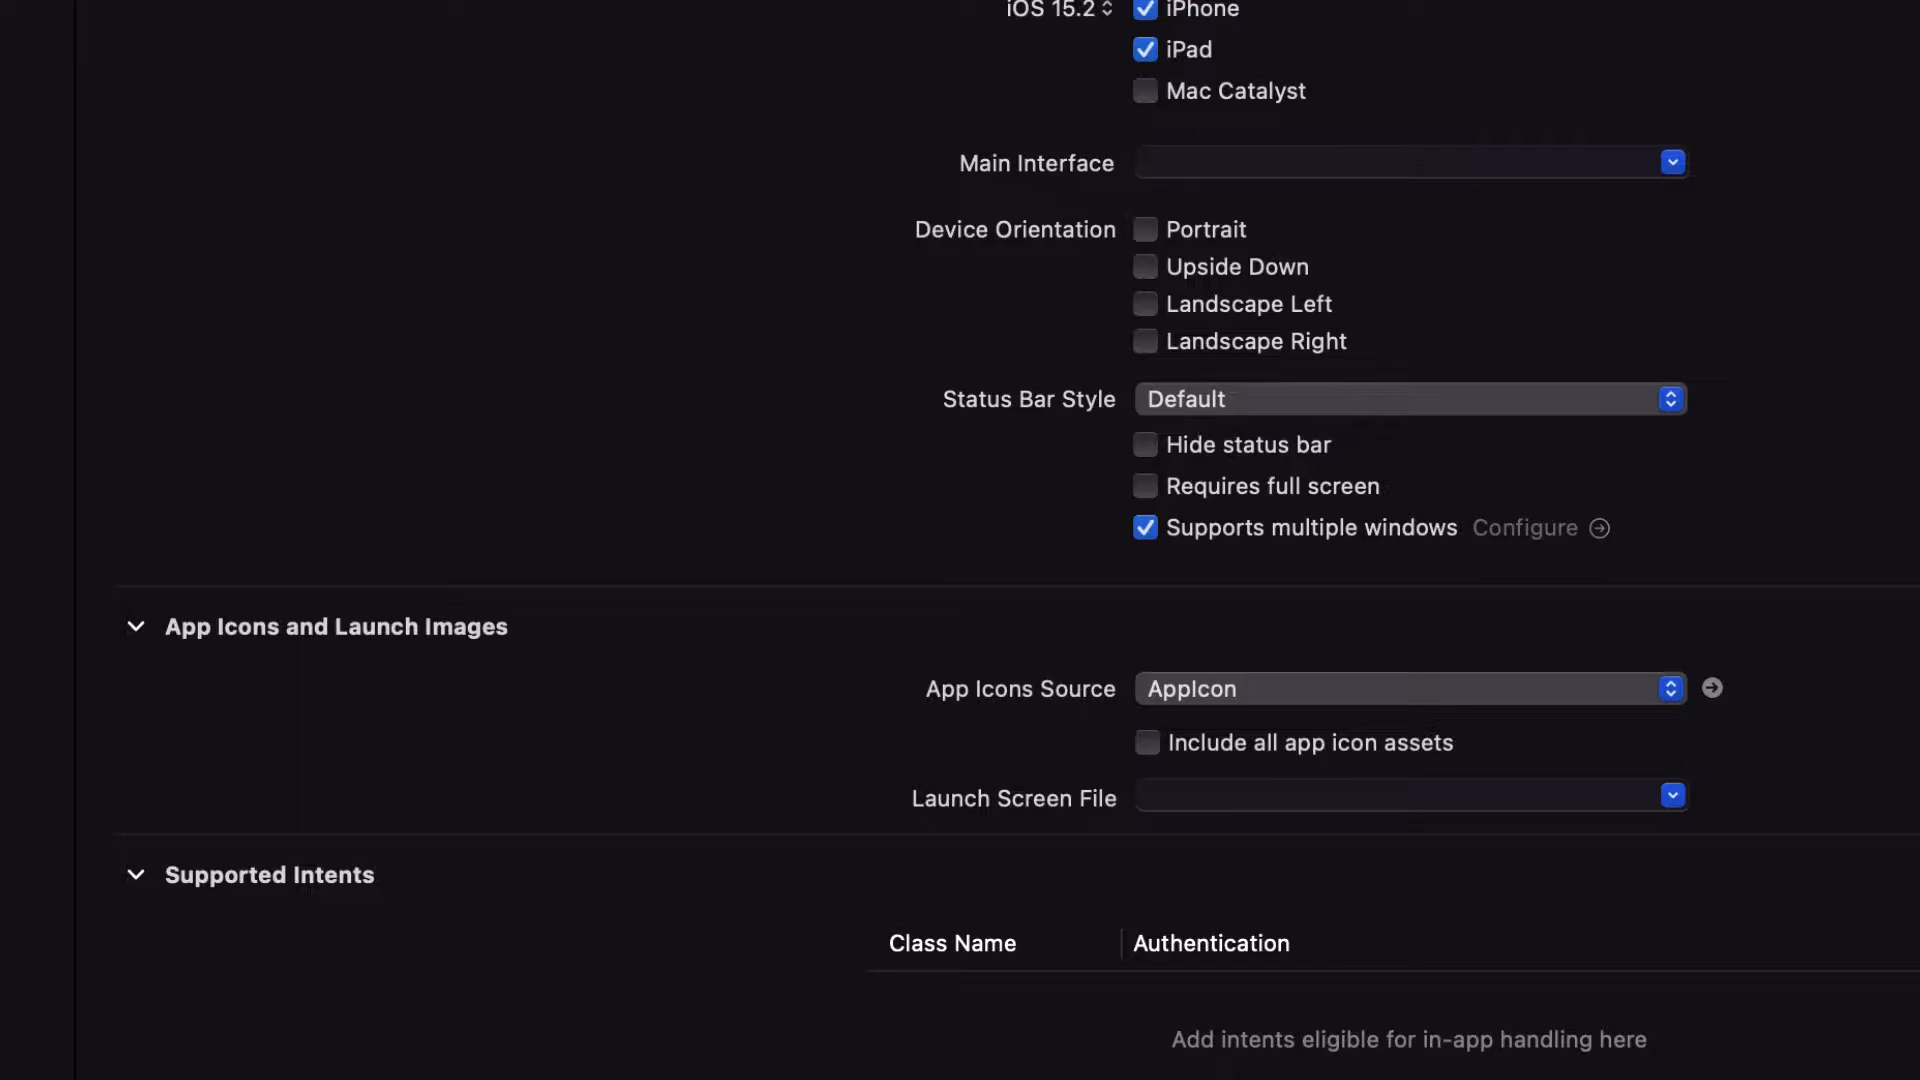 iOS 15.2 iPhone
iPad
Mac Catalyst
Main Interface
Device Orientation Portrait
Upside Down
Landscape Left
Landscape Right
Status Bar Style Default
Hide status bar
Requires full screen
Supports multiple windows Configure
App Icons and Launch Images
App Icons Source AppIcon
Include all app icon assets
Launch Screen File
Supported Intents
Class Name Authentication
Add intents eligible for in-app handling here